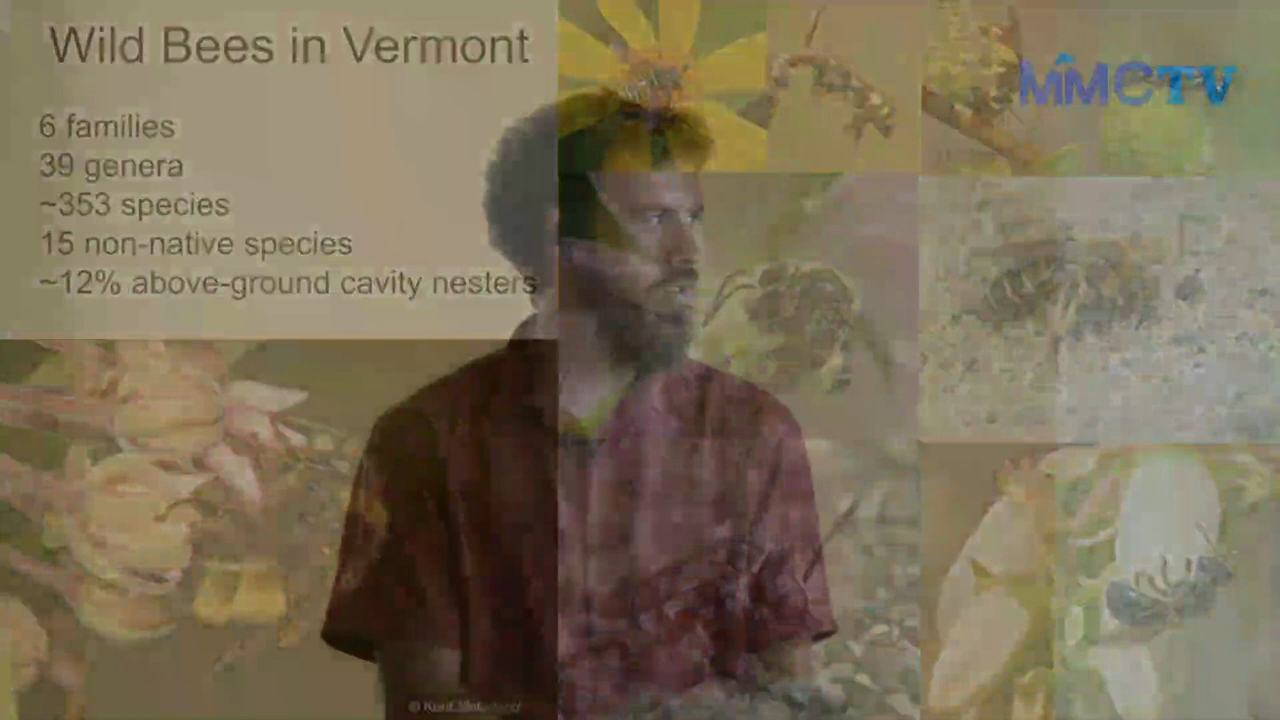 Wild Bees in Vermont
MMCTV
6 families
39 genera
~353 species
15 non-native species
~12% above-ground cavity nesters